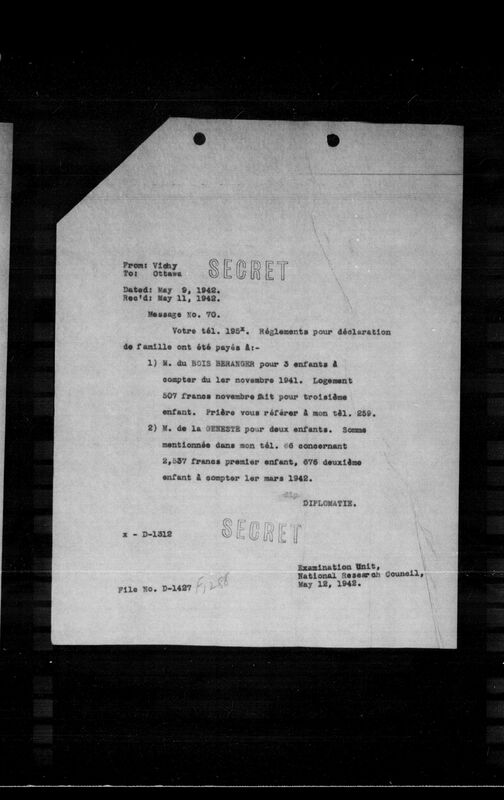 From: Vichy
To: Ottawa
SECRET
Dated: May 9, 1942.
Rec'd: May 11, 1942.
Message No. 70.
Votre tél. 195x. Réglements pour déclaration
de famille ont été payés à:-
1) M. du BOIS BERANGER pour 3 enfants à
compter du 1er novembre 1941. Logement
507 francs novembre fait pour troisième
enfant. Prière vous référer à mon tél. 259.
2) M. de la GENESTE pour deux enfants. Somme
mentionnée dans mon tél. 66 concernant
2,537 francs premier enfant, 675 deuxième
enfant à compter 1er mars 1942.
DIPLOMATIE.
x - D-1312
SECRET
Examination Unit,
National Research Council,
May 12, 1942.
File No. D-1427 F, 288